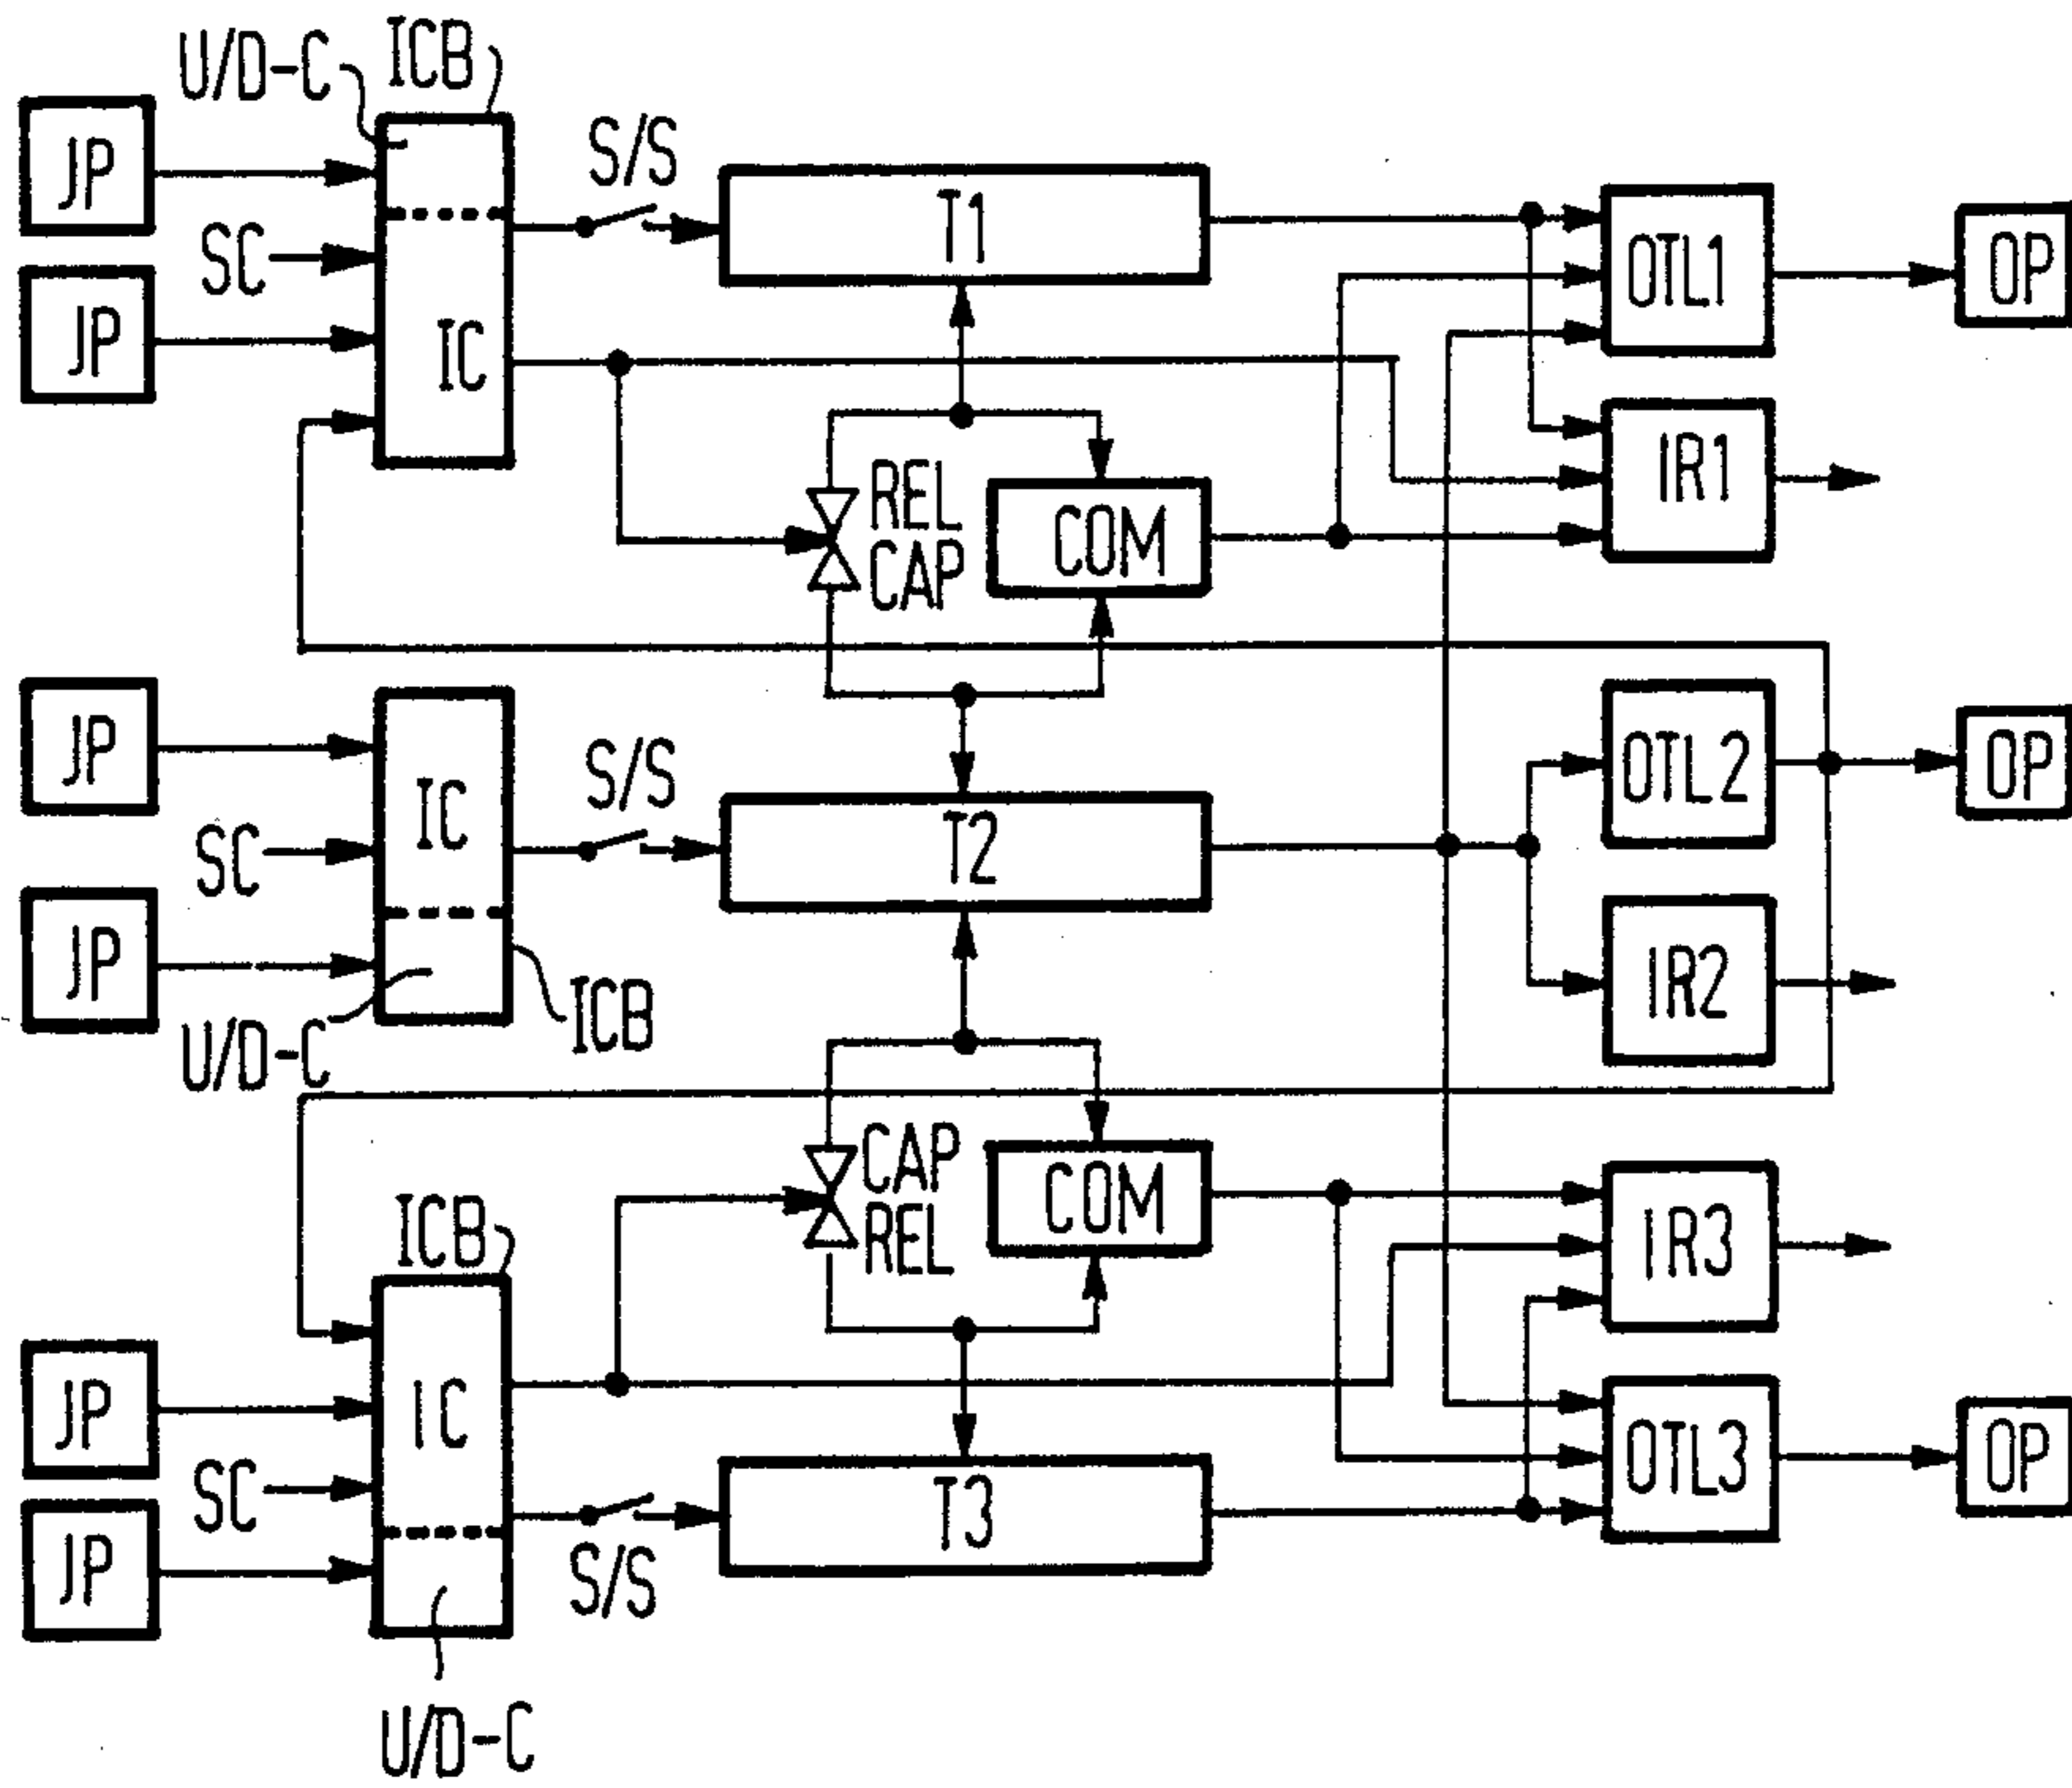 U/D-C
ICB
JP
S/S
T1
OTL1
OP
SC
JP
IC
REL
CAP
COM
IR1
JP
IC
S/S
T2
OTL2
OP
SC
JP
IR2
U/D-C
ICB
CAP
REL
COM
IR3
ICB
JP
IC
SC
T3
OTL3
OP
JP
S/S
U/D-C